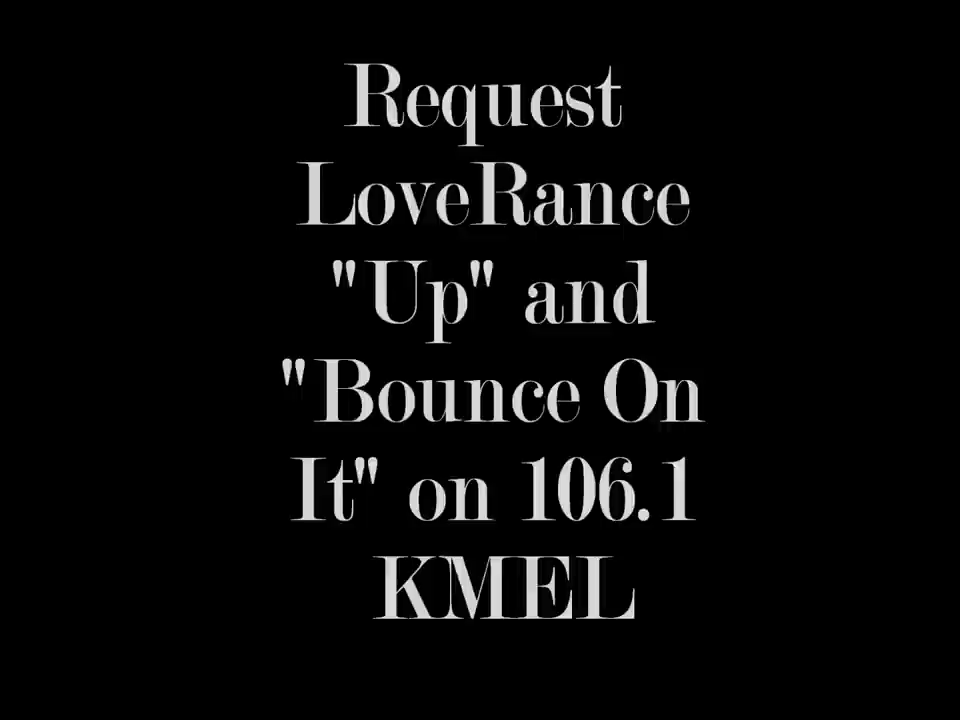 Request
LoveRance
"Up" and
"Bounce On
It" on 106.1
KMEL